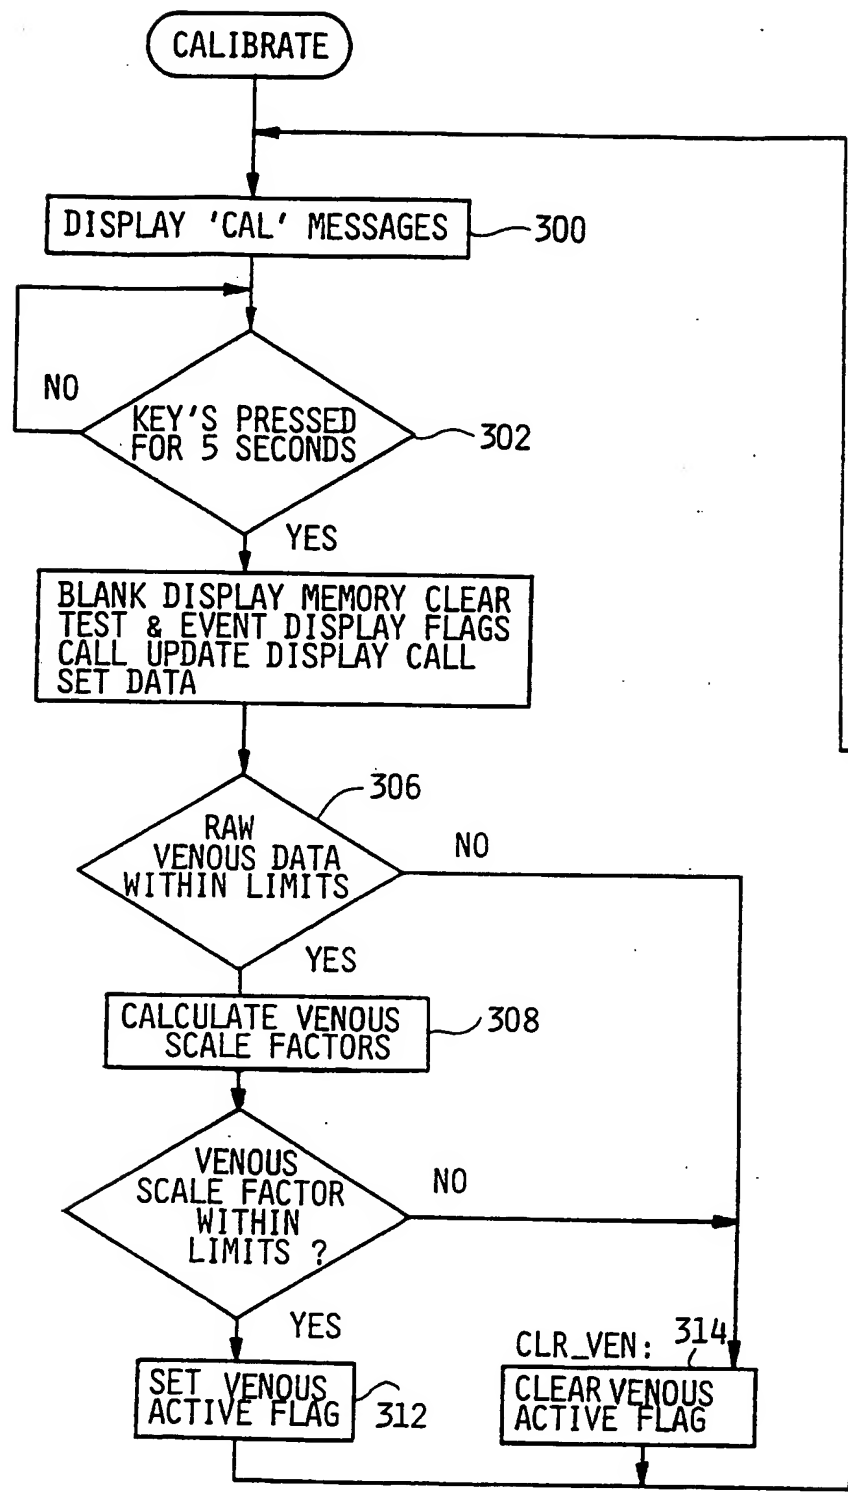 CALIBRATE
DISPLAY 'CAL' MESSAGES
300
NO
KEY'S PRESSED
FOR 5 SECONDS
302
YES
BLANK DISPLAY MEMORY CLEAR
TEST & EVENT DISPLAY FLAGS
CALL UPDATE DISPLAY CALL
SET DATA
306
RAW
VENOUS DATA
WITHIN LIMITS
NO
YES
CALCULATE VENOUS
SCALE FACTORS
308
VENOUS
SCALE FACTOR
WITHIN
LIMITS ?
NO
YES
SET VENOUS
ACTIVE FLAG
312
CLR_VEN:
314
CLEAR VENOUS
ACTIVE FLAG